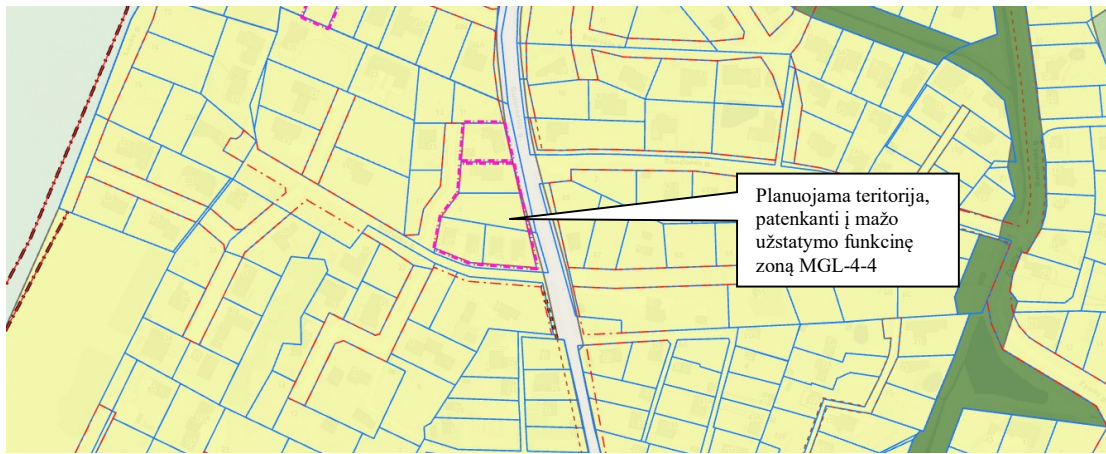 Planuojama teritorija,
patenkanti į mažo
užstatymo funkcinę
zoną MGL-4-4